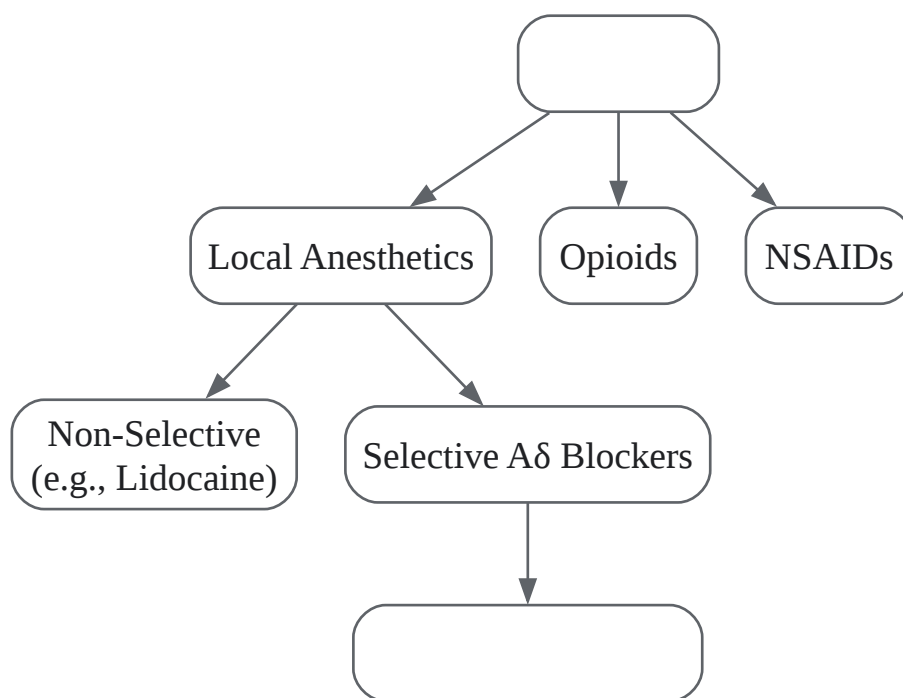 Local Anesthetics
Opioids
NSAIDs
Non-Selective
(e.g., Lidocaine)
Selective Aδ Blockers